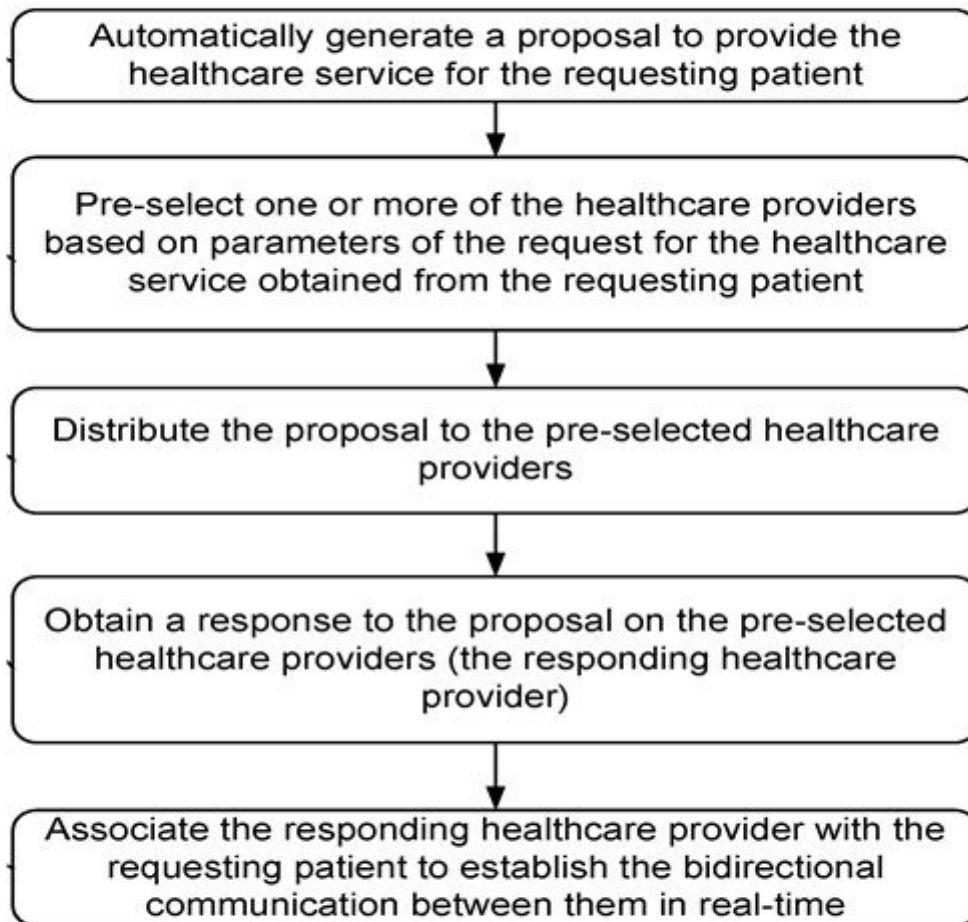 Automatically generate a proposal to provide the
healthcare service for the requesting patient
Pre-select one or more of the healthcare providers
based on parameters of the request for the healthcare
service obtained from the requesting patient
Distribute the proposal to the pre-selected healthcare
providers
Obtain a response to the proposal on the pre-selected
healthcare providers (the responding healthcare
provider)
Associate the responding healthcare provider with the
requesting patient to establish the bidirectional
communication between them in real-time